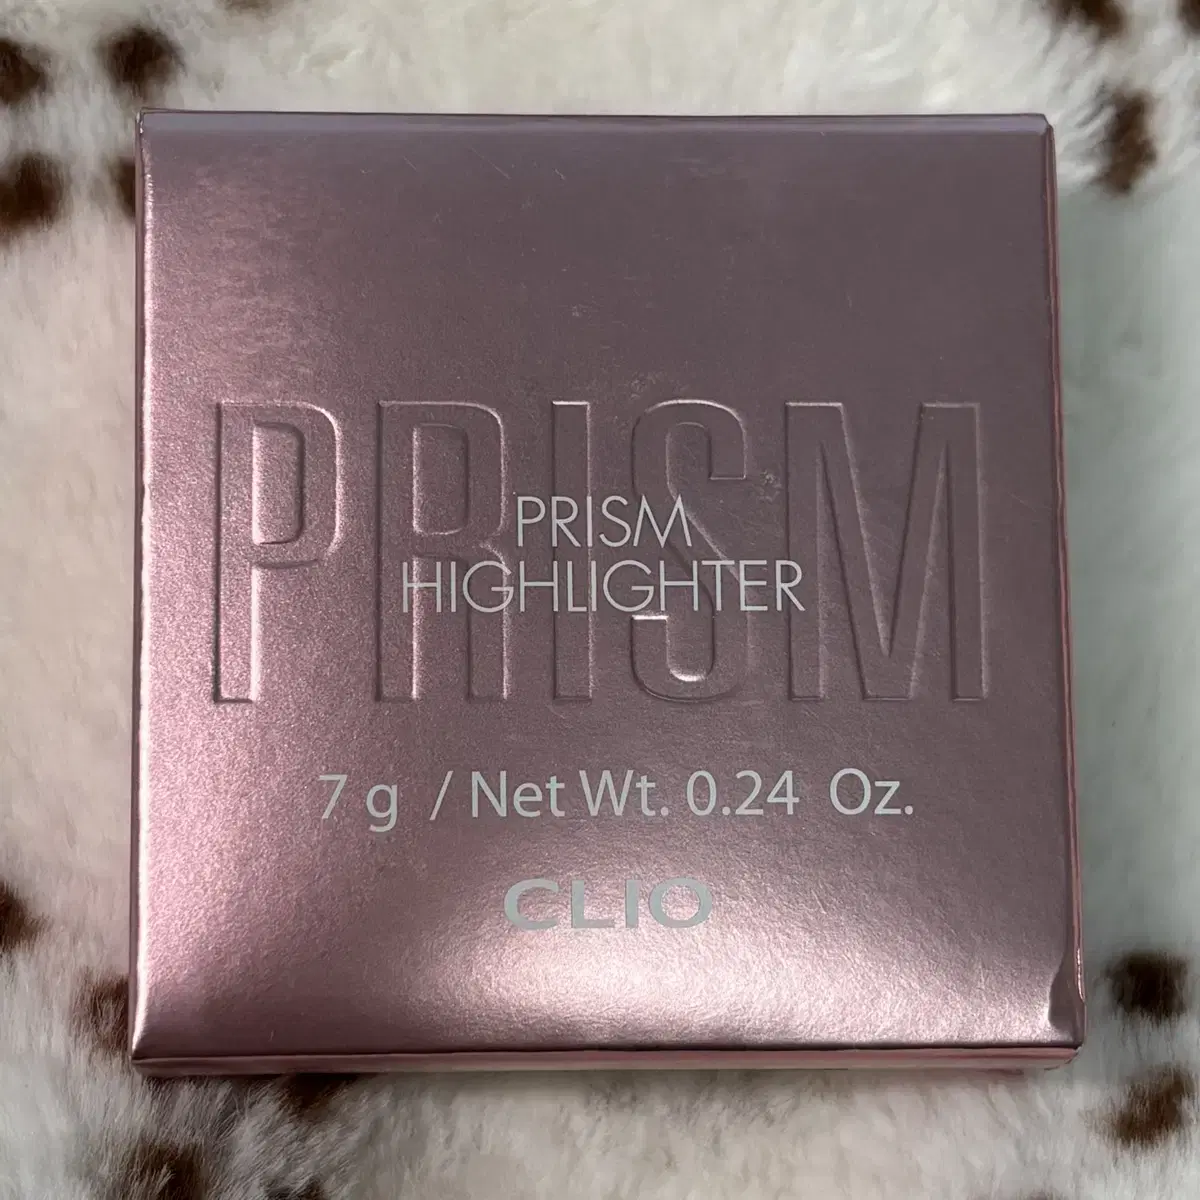 PRISM
PRISM
HIGHLIGHTER
7 g / Net Wt. 0.24 Oz.
CLIO